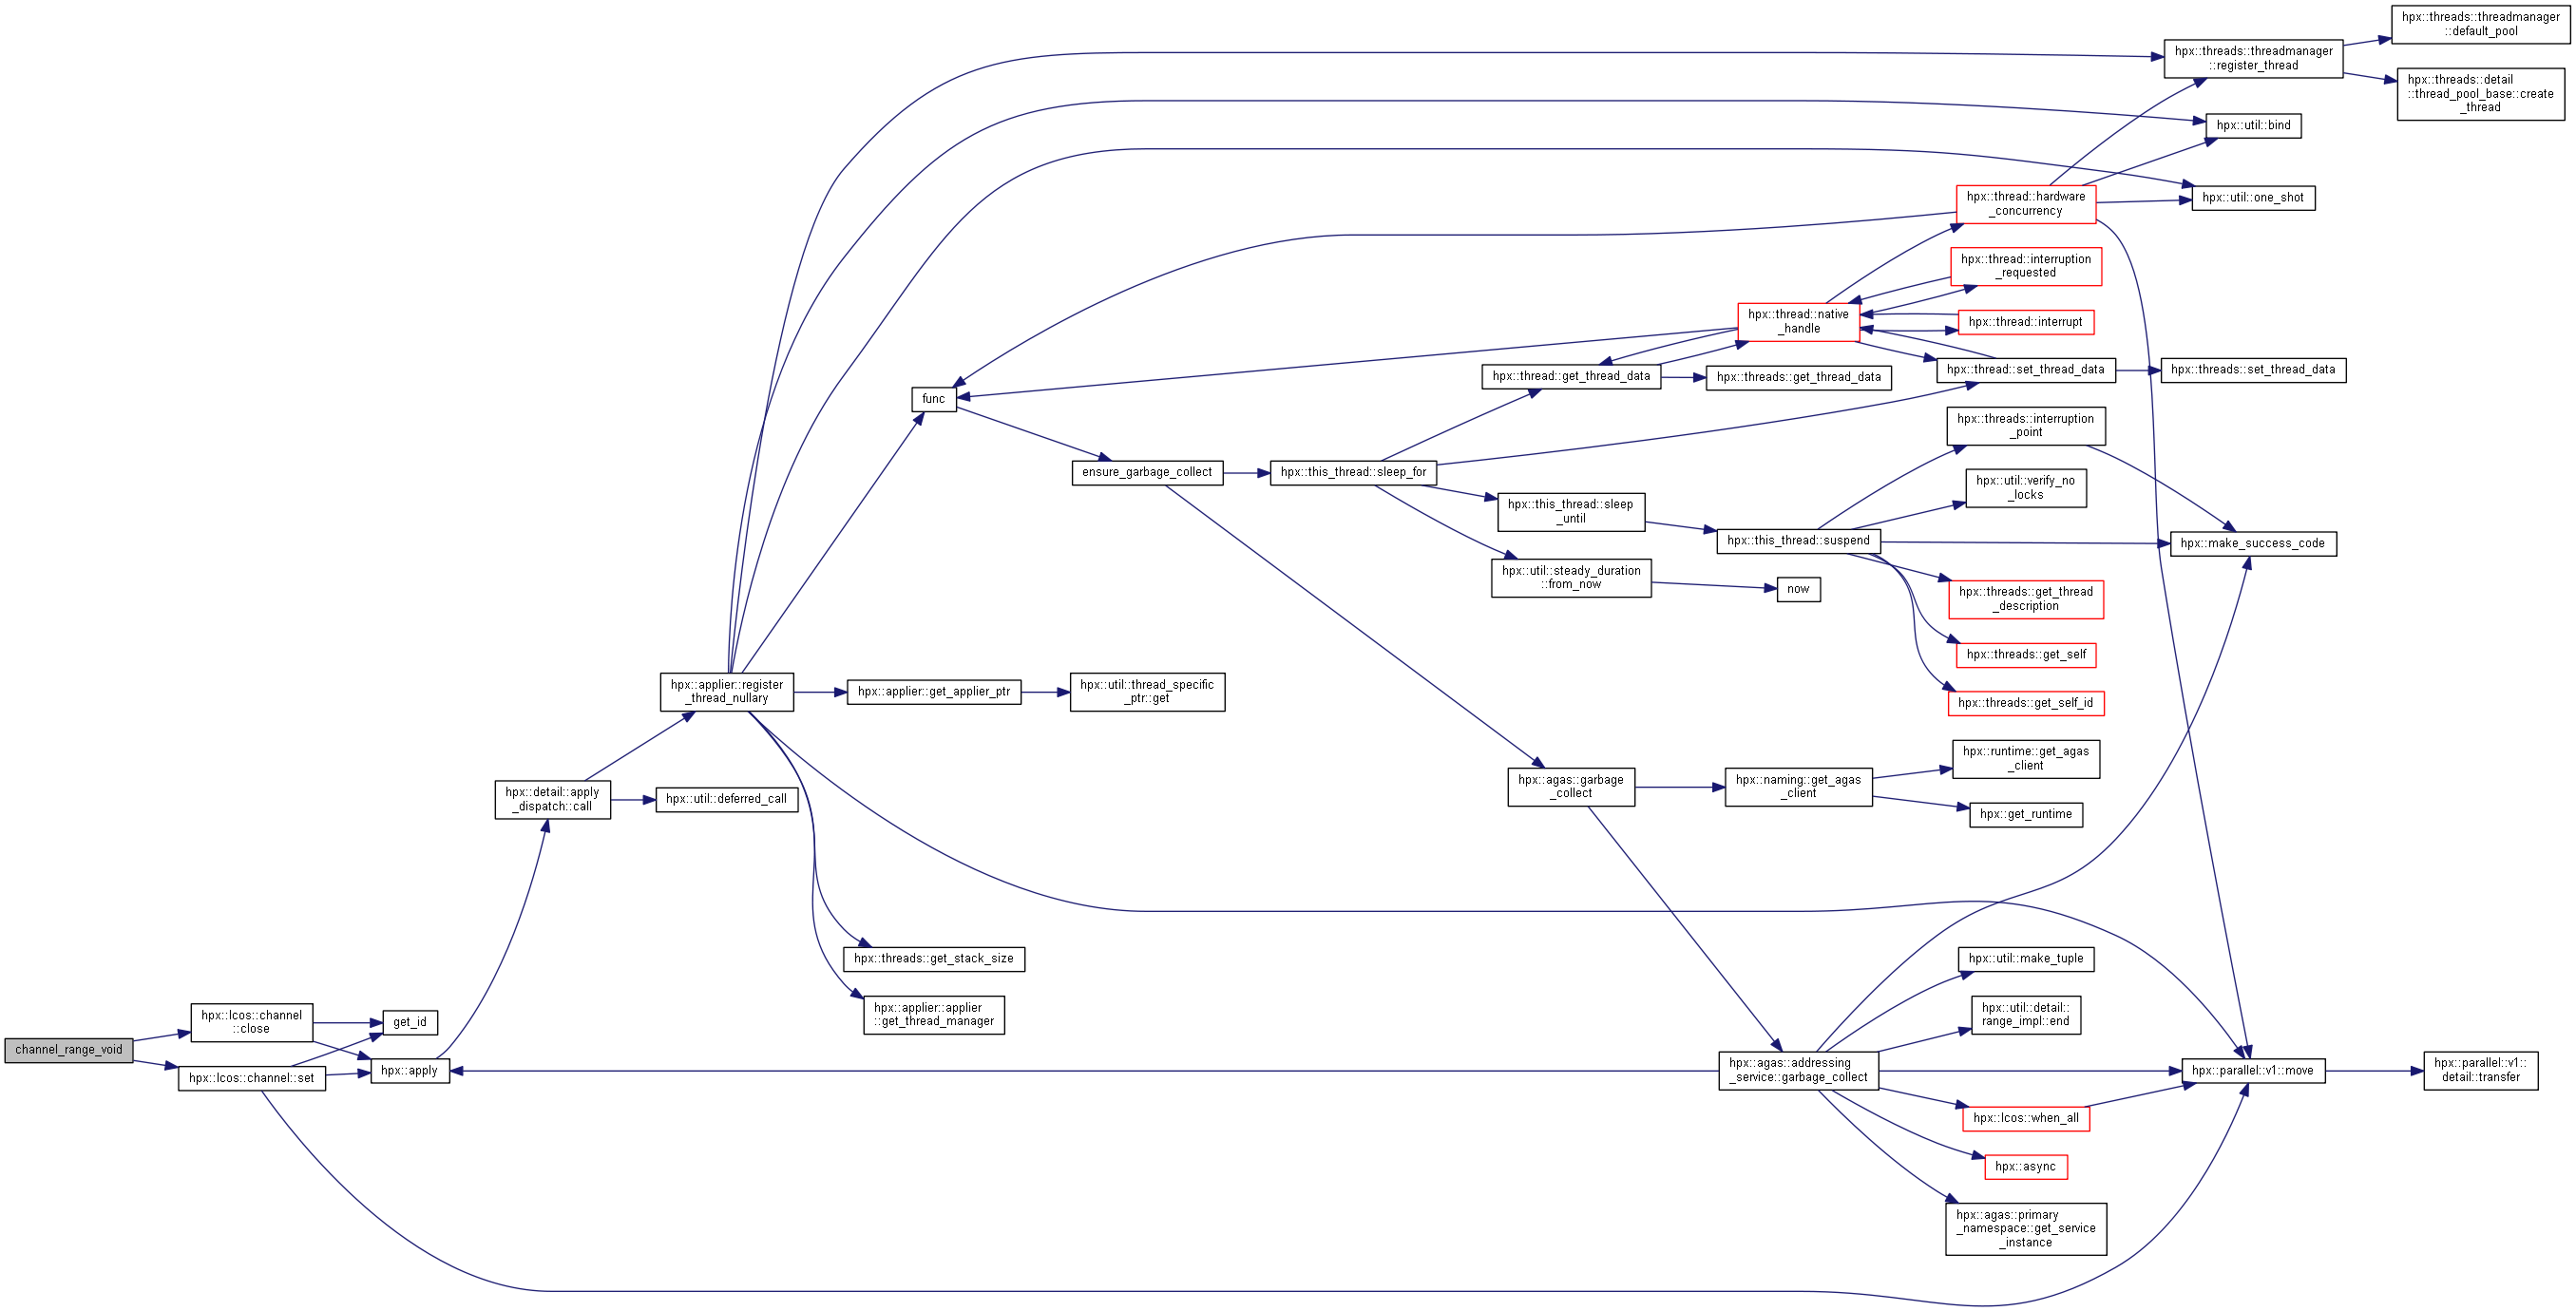 channel_range_void
hpx::lcos::channel
::close
hpx::lcos::channel::set
get_id
hpx::apply
hpx::detail::apply
_dispatch::call
hpx::applier::register
_thread_nullary
hpx::util::deferred_call
func
hpx::applier::get_applier_ptr
hpx::threads::get_stack_size
hpx::applier::applier
::get_thread_manager
ensure_garbage_collect
hpx::util::thread_specific
_ptr::get
hpx::this_thread::sleep_for
hpx::thread::get_thread_data
hpx::this_thread::sleep
_until
hpx::util::steady_duration
::from_now
hpx::agas::garbage
_collect
hpx::thread::native
_handle
hpx::threads::get_thread_data
hpx::this_thread::suspend
now
hpx::naming::get_agas
_client
hpx::agas::addressing
_service::garbage_collect
hpx::thread::hardware
_concurrency
hpx::thread::interruption
_requested
hpx::thread::interrupt
hpx::thread::set_thread_data
hpx::threads::interruption
_point
hpx::util::verify_no
_locks
hpx::threads::get_thread
_description
hpx::threads::get_self
hpx::threads::get_self_id
hpx::runtime::get_agas
_client
hpx::get_runtime
hpx::util::make_tuple
hpx::util::detail::
range_impl::end
hpx::lcos::when_all
hpx::async
hpx::agas::primary
_namespace::get_service
_instance
hpx::threads::threadmanager
::register_thread
hpx::util::bind
hpx::util::one_shot
hpx::threads::set_thread_data
hpx::make_success_code
hpx::parallel::v1::move
hpx::threads::threadmanager
::default_pool
hpx::threads::detail
::thread_pool_base::create
_thread
hpx::parallel::v1::
detail::transfer